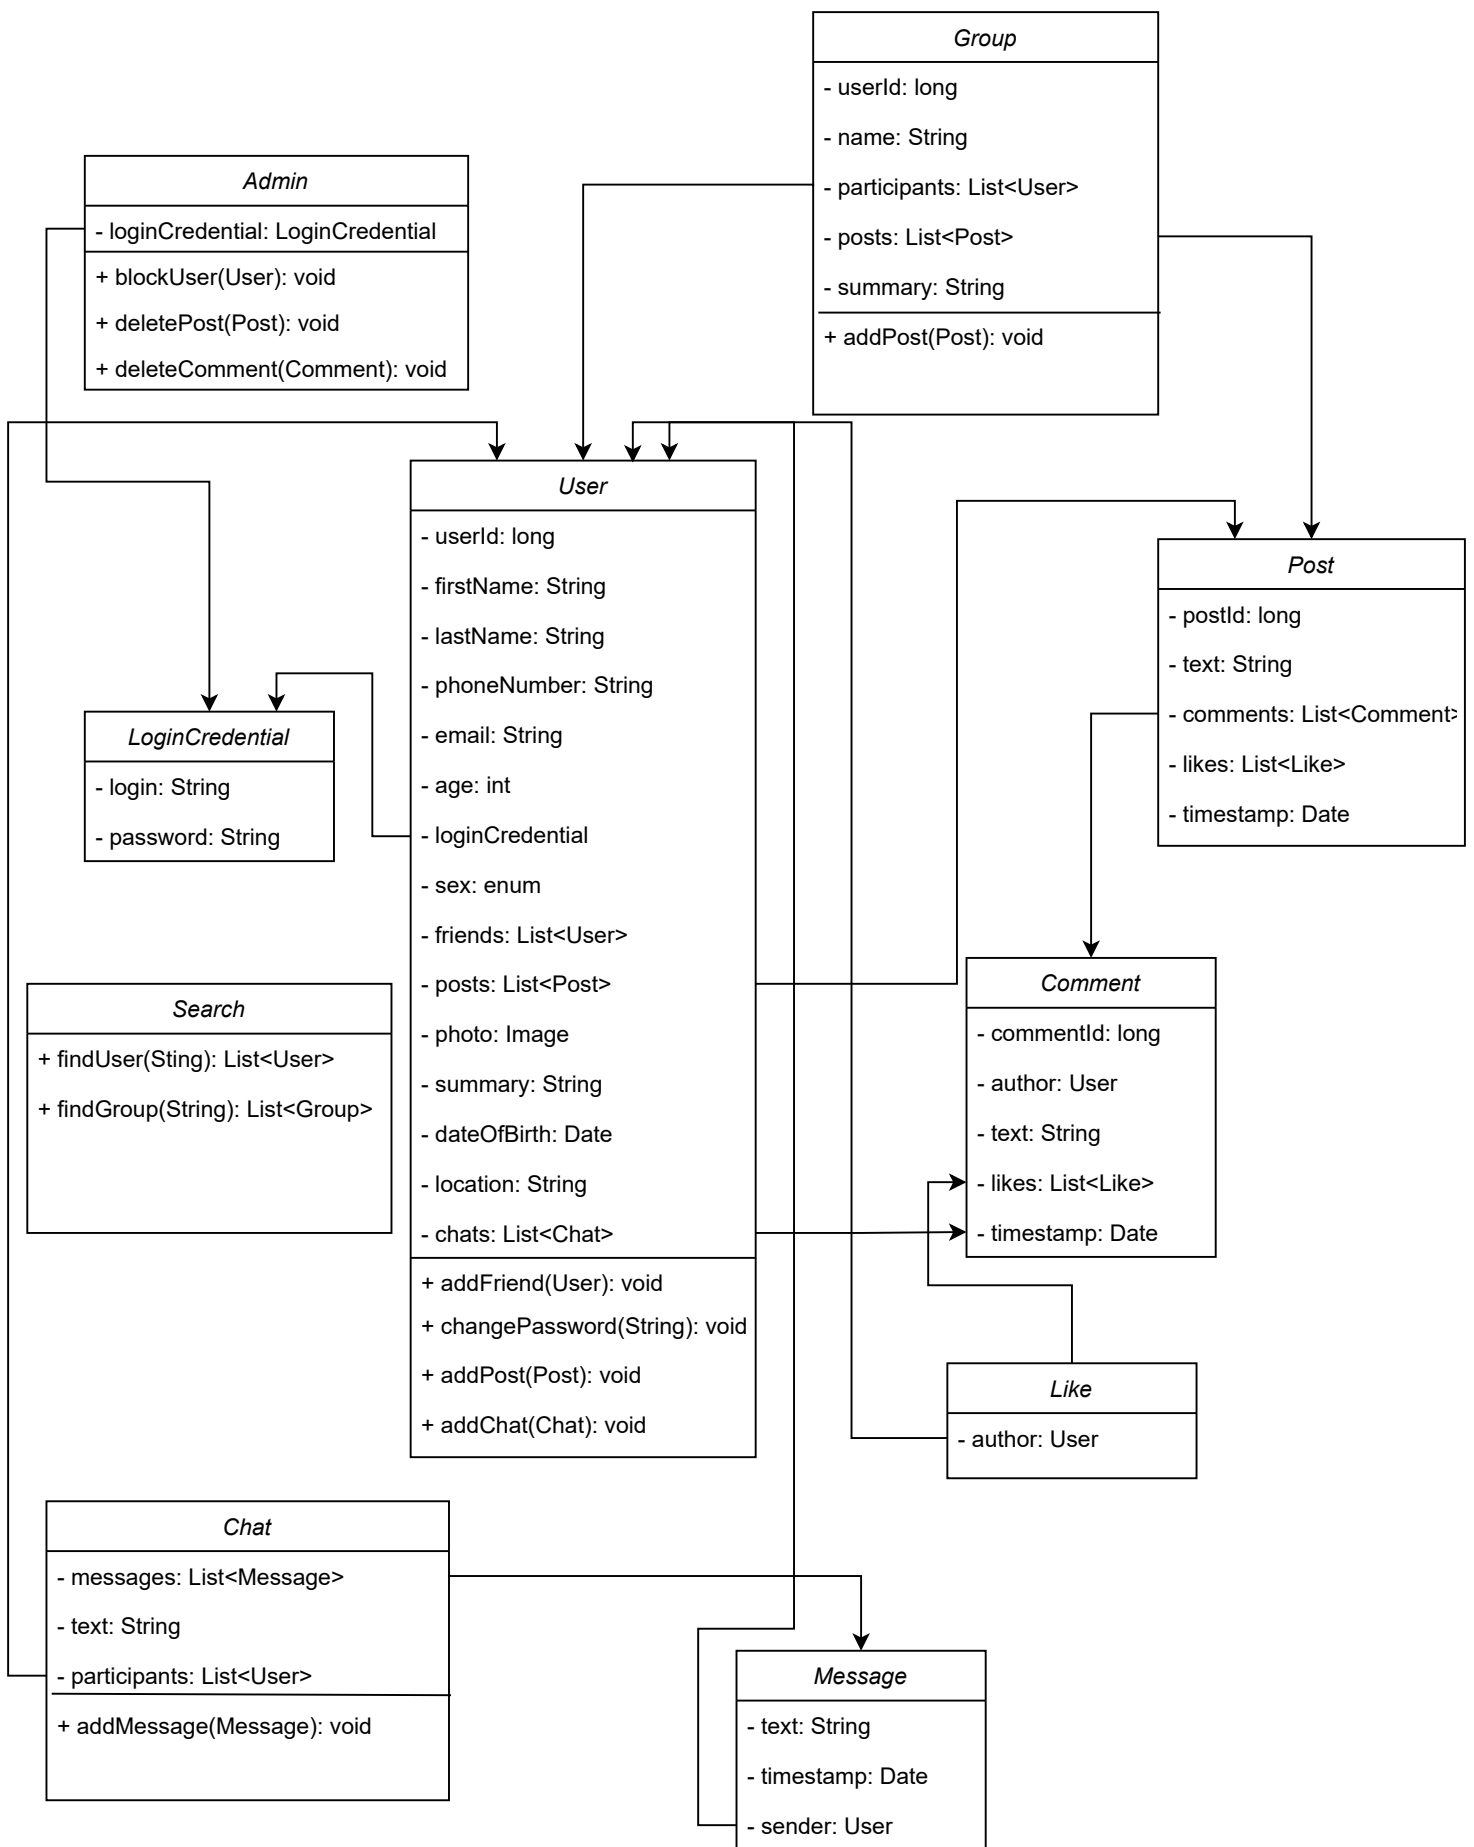 Group
- userId: long
- name: String
- participants: List<User>
- posts: List<Post>
- summary: String
+ addPost(Post): void
Admin
- loginCredential: LoginCredential
+ blockUser(User): void
+ deletePost(Post): void
+ deleteComment(Comment): void
User
- userId: long
- firstName: String
- lastName: String
- phoneNumber: String
- email: String
- age: int
- loginCredential
- sex: enum
- friends: List<User>
- posts: List<Post>
- photo: Image
- summary: String
- dateOfBirth: Date
- location: String
- chats: List<Chat>
+ addFriend(User): void
+ changePassword(String): void
+ addPost(Post): void
+ addChat(Chat): void
Post
- postId: long
- text: String
- comments: List<Comment>
- likes: List<Like>
- timestamp: Date
LoginCredential
- login: String
- password: String
Search
+ findUser(Sting): List<User>
+ findGroup(String): List<Group>
Comment
- commentId: long
- author: User
- text: String
- likes: List<Like>
- timestamp: Date
Like
- author: User
Chat
- messages: List<Message>
- text: String
- participants: List<User>
+ addMessage(Message): void
Message
- text: String
- timestamp: Date
- sender: User